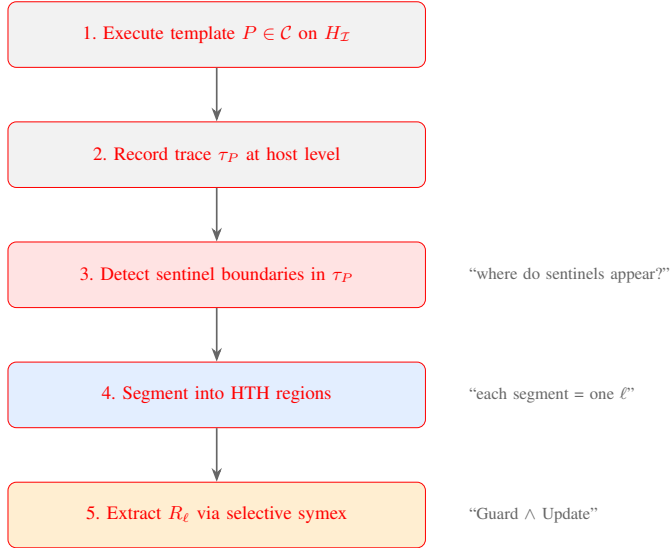 1. Execute template P ∈ 𝒞 on H_ℐ
2. Record trace τ_P at host level
3. Detect sentinel boundaries in τ_P
“where do sentinels appear?”
4. Segment into HTH regions
“each segment = one ℓ”
5. Extract R_ℓ via selective symex
“Guard ∧ Update”